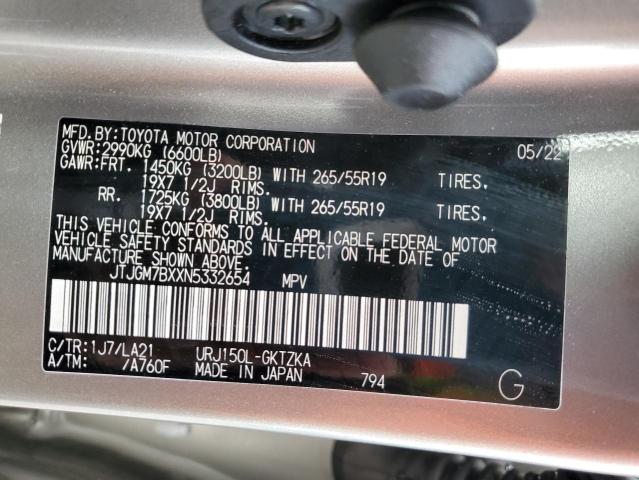 MFD.BY:TOYOTA MOTOR CORPORATION 05/22
GVWR:2990KG (6600LB)
GAWR:FRT. 1450KG (3200LB) WITH 265/55R19 TIRES.
19X7 1/2J RIMS.
RR. 1725KG (3800LB) WITH 265/55R19 TIRES.
19X7 1/2J RIMS.
THIS VEHICLE CONFORMS TO ALL APPLICABLE FEDERAL MOTOR
VEHICLE SAFETY STANDARDS IN EFFECT ON THE DATE OF
MANUFACTURE SHOWN ABOVE.
JTJGM7BXXN5332654 MPV
C/TR:1J7/LA21 URJ150L-GKTZKA
A/TM: /A760F MADE IN JAPAN 794 G